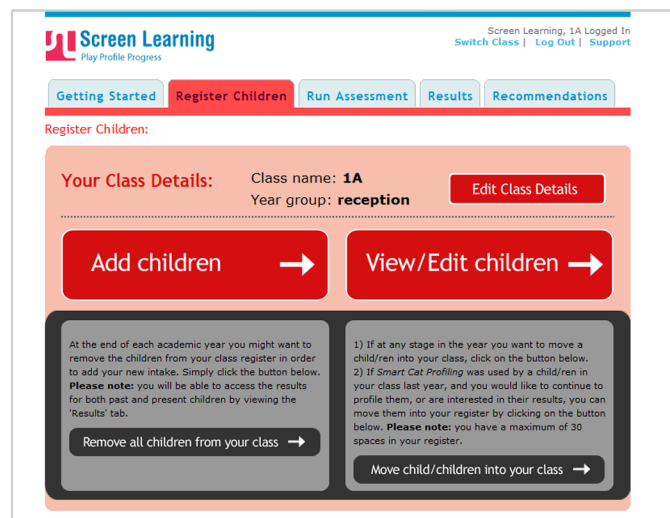 Screen Learning
Play Profile Progress
Screen Learning, 1A Logged In
Switch Class | Log Out | Support
Getting Started
Register Children
Run Assessment
Results
Recommendations
Register Children:
Your Class Details:
Class name: 1A
Year group: reception
Edit Class Details
Add children
View/Edit children
At the end of each academic year you might want to
remove the children from your class register in order
to add your new intake. Simply click the button below.
Please note: you will be able to access the results
for both past and present children by viewing the
'Results' tab.
Remove all children from your class
1) If at any stage in the year you want to move a
child/ren into your class, click on the button below.
2) If Smart Cat Profiling was used by a child/ren in
your class last year, and you would like to continue to
profile them, or are interested in their results, you can
move them into your register by clicking on the button
below. Please note: you have a maximum of 30
spaces in your register.
Move child/children into your class